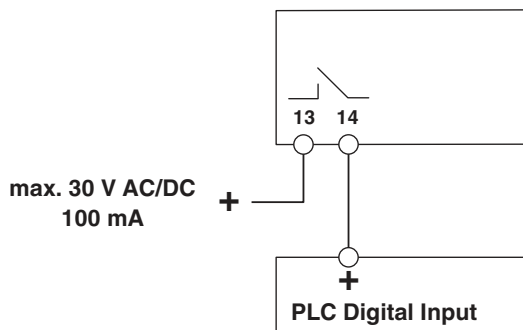 13 14
max. 30 V AC/DC
100 mA
+
+
PLC Digital Input